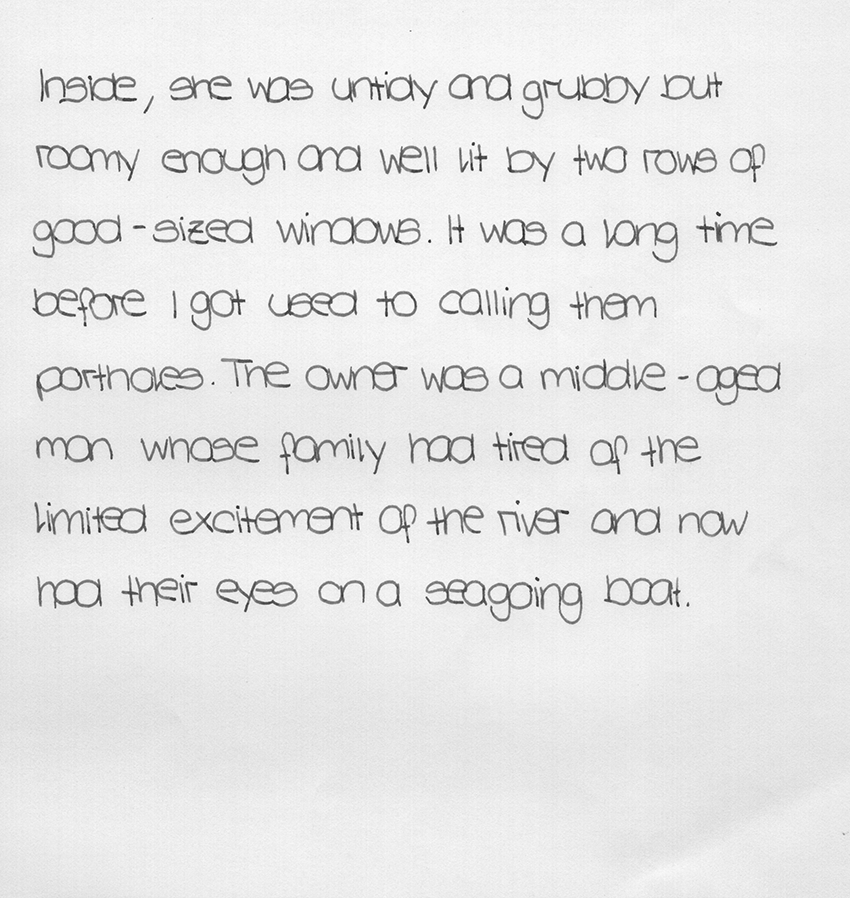 Inside, she was untidy and grubby but
roomy enough and well lit by two rows of
good-sized windows. It was a long time
before I got used to calling them
portholes. The owner was a middle-aged
man whose family had tired of the
limited excitement of the river and now
had their eyes on a seagoing boat.